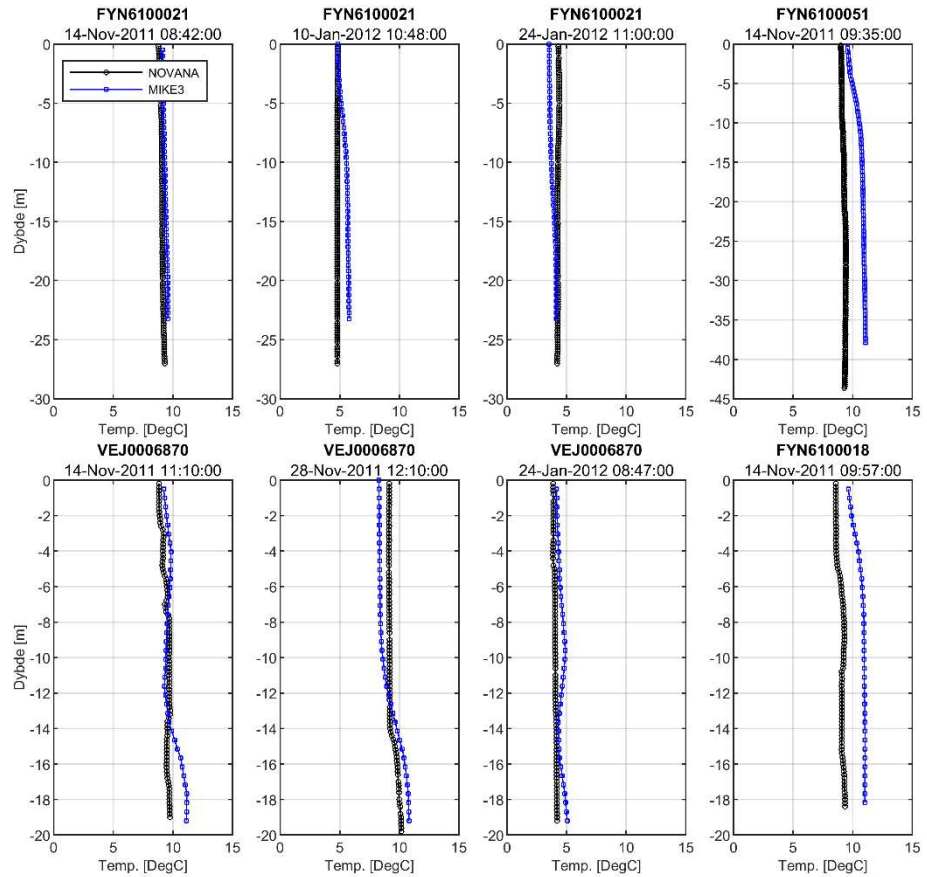 FYN6100021
14-Nov-2011 08:42:00
0
-5
-10
-15
-20
-25
-30
0 5 10 15
Temp. [DegC]
Dybde [m]
NOVANA
MIKE3
FYN6100021
10-Jan-2012 10:48:00
0
-5
-10
-15
-20
-25
-30
0 5 10 15
Temp. [DegC]
FYN6100021
24-Jan-2012 11:00:00
0
-5
-10
-15
-20
-25
-30
0 5 10 15
Temp. [DegC]
FYN6100051
14-Nov-2011 09:35:00
0
-5
-10
-15
-20
-25
-30
-35
-40
-45
0 5 10 15
Temp. [DegC]
VEJ0006870
14-Nov-2011 11:10:00
0
-2
-4
-6
-8
-10
-12
-14
-16
-18
-20
0 5 10 15
Temp. [DegC]
Dybde [m]
VEJ0006870
28-Nov-2011 12:10:00
0
-2
-4
-6
-8
-10
-12
-14
-16
-18
-20
0 5 10 15
Temp. [DegC]
VEJ0006870
24-Jan-2012 08:47:00
0
-2
-4
-6
-8
-10
-12
-14
-16
-18
-20
0 5 10 15
Temp. [DegC]
FYN6100018
14-Nov-2011 09:57:00
0
-2
-4
-6
-8
-10
-12
-14
-16
-18
-20
0 5 10 15
Temp. [DegC]